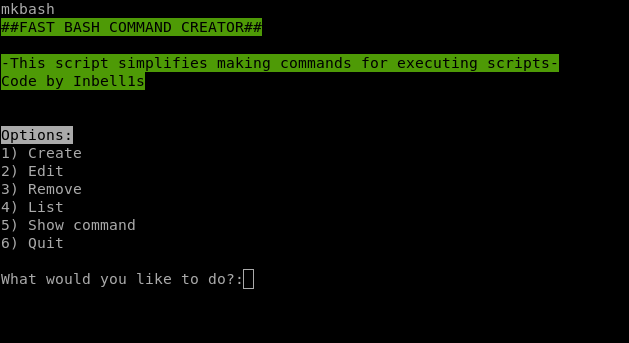 mkbash
##FAST BASH COMMAND CREATOR##
-This script simplifies making commands for executing scripts-
Code by Inbell1s
Options:
1) Create
2) Edit
3) Remove
4) List
5) Show command
6) Quit
What would you like to do?: